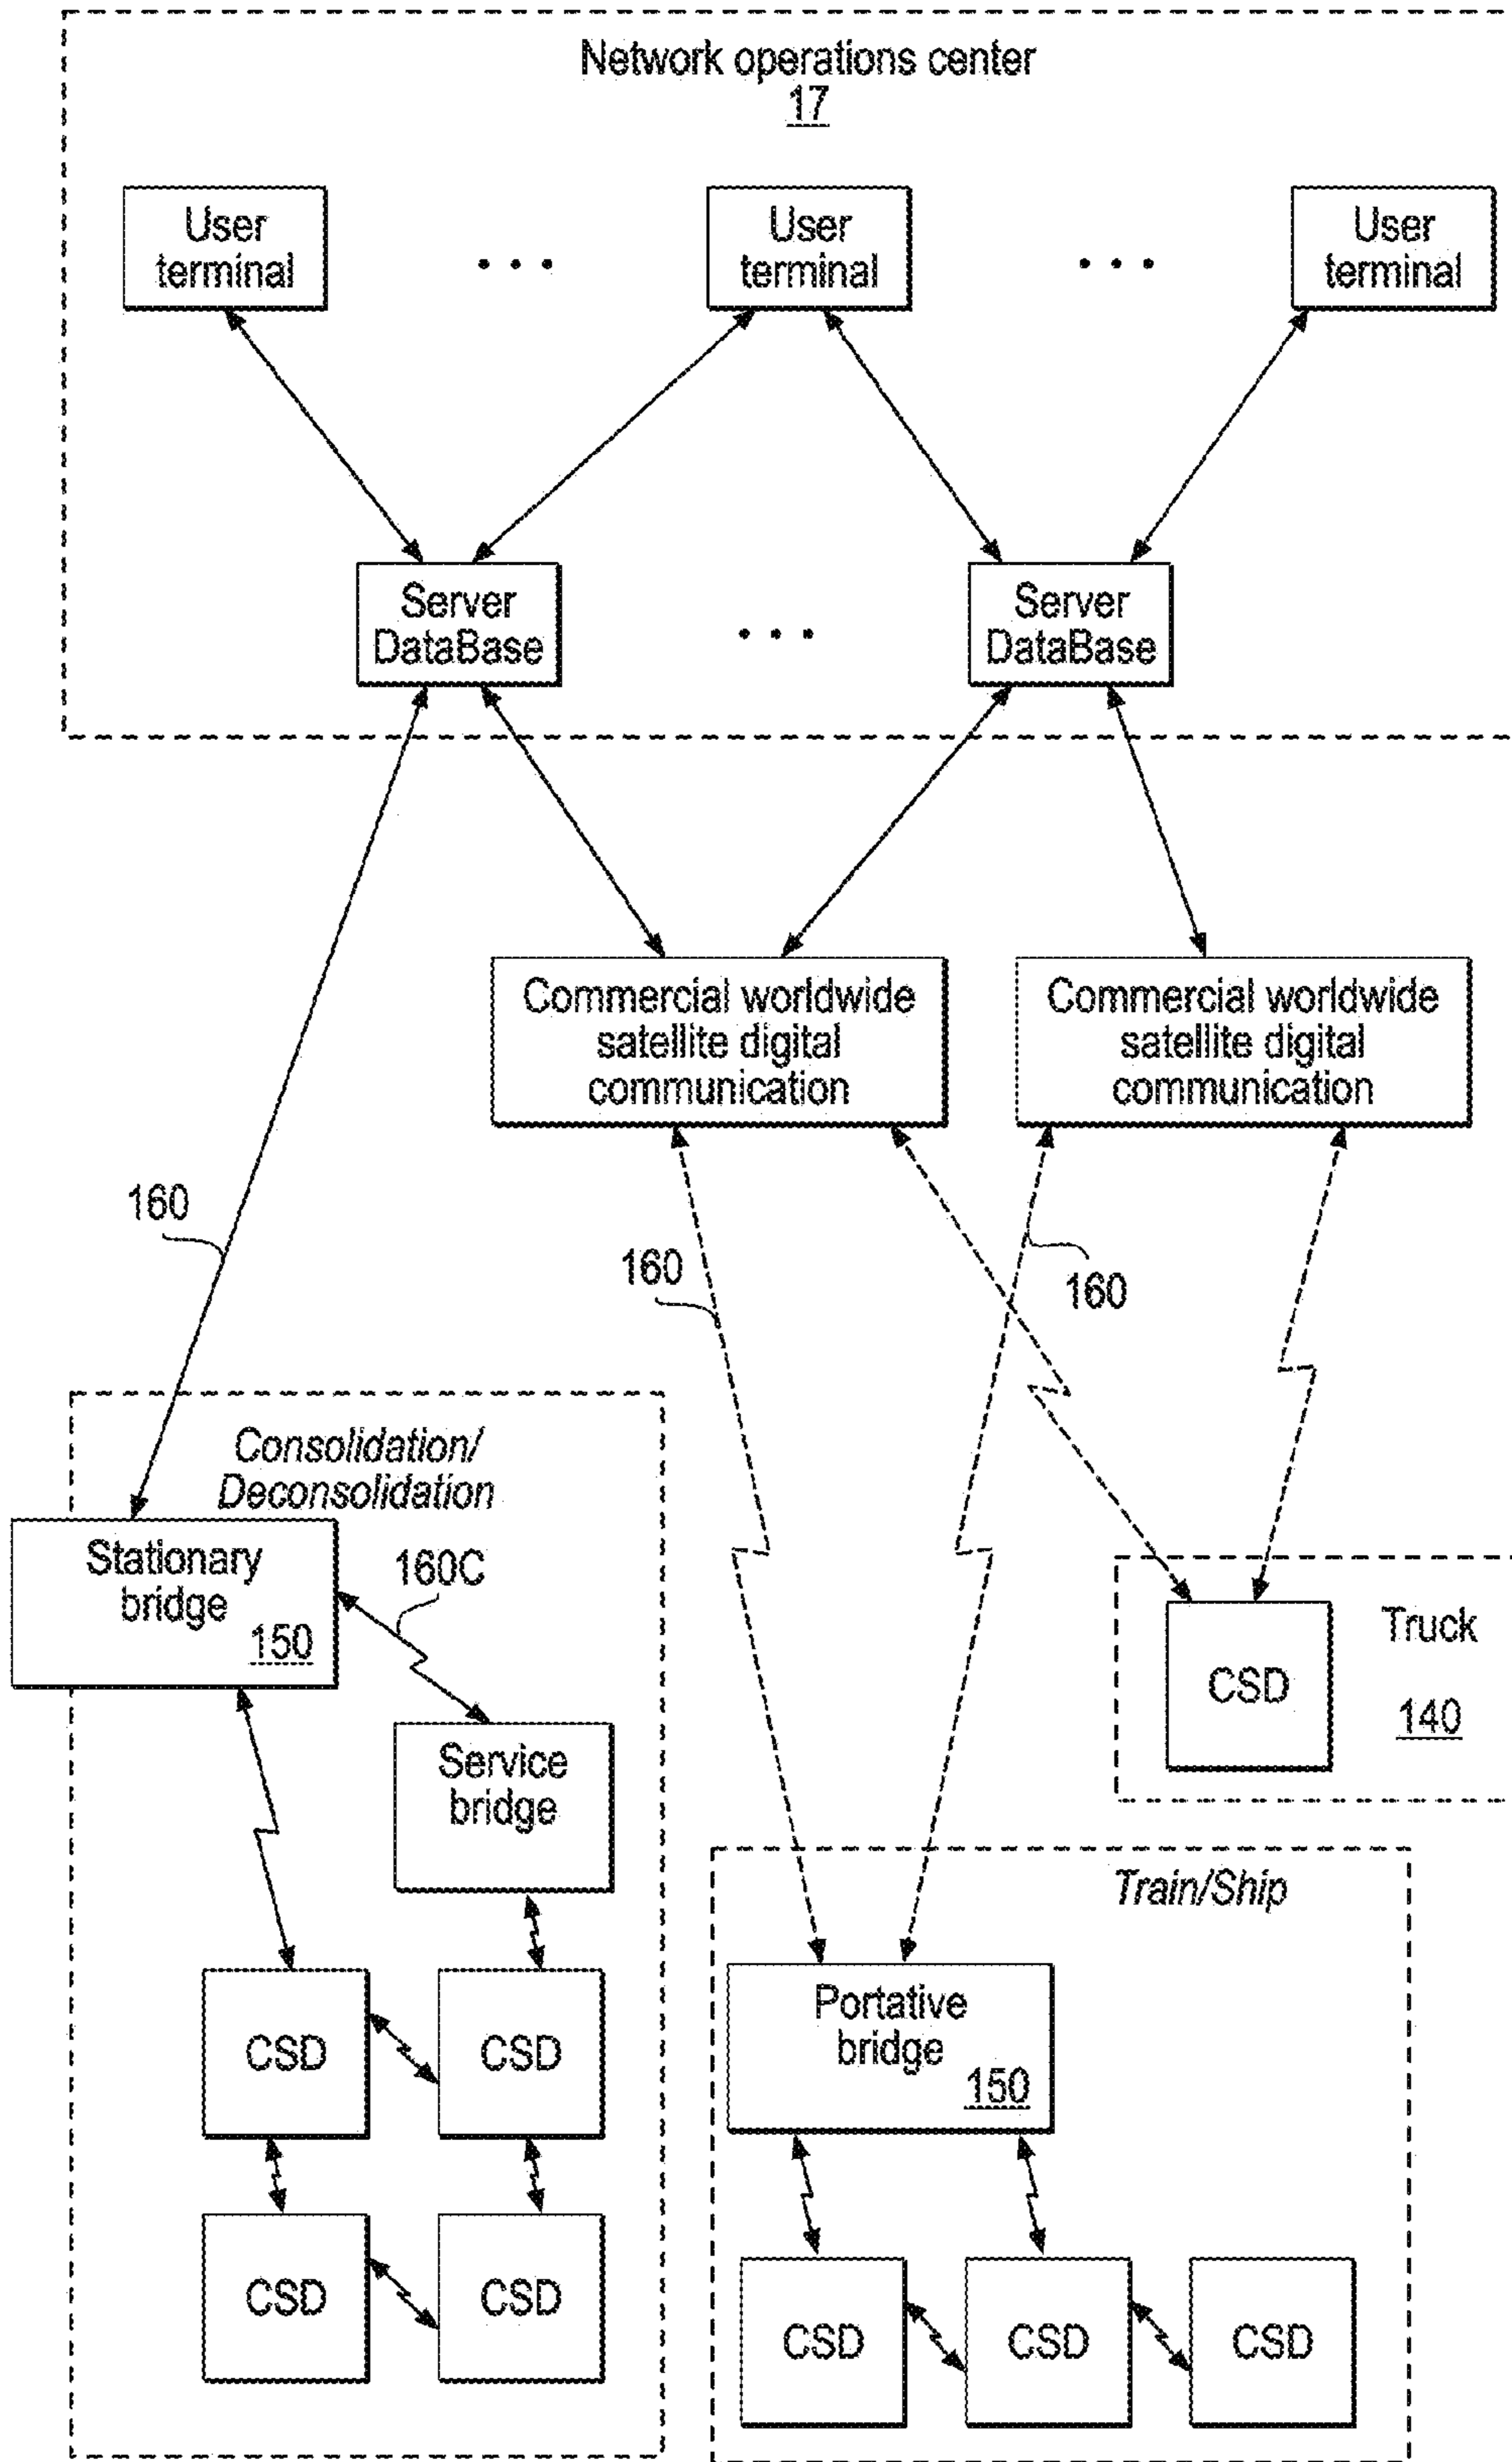 Network operations center
17
User
terminal
. . .
User
terminal
. . .
User
terminal
Server
DataBase
. . .
Server
DataBase
Commercial worldwide
satellite digital
communication
Commercial worldwide
satellite digital
communication
160
160
160
Consolidation/
Deconsolidation
Stationary
bridge
150
160C
Service
bridge
Truck
CSD
140
Train/Ship
Portative
bridge
150
CSD
CSD
CSD
CSD
CSD
CSD
CSD